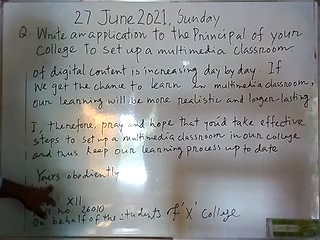 27 June 2021, Sunday
Q Write an application to the Principal of your
college to set up a multimedia classroom
of digital content is increasing day by day. If
we get the chance to learn in multimedia classroom,
our learning will be more realistic and longer-lasting
I, therefore, pray and hope that you'd take effective
steps to set up a multimedia classroom in our college
and thus keep our learning process up to date
Yours obediently
XII
no 26010
On behalf of the students of 'X' college